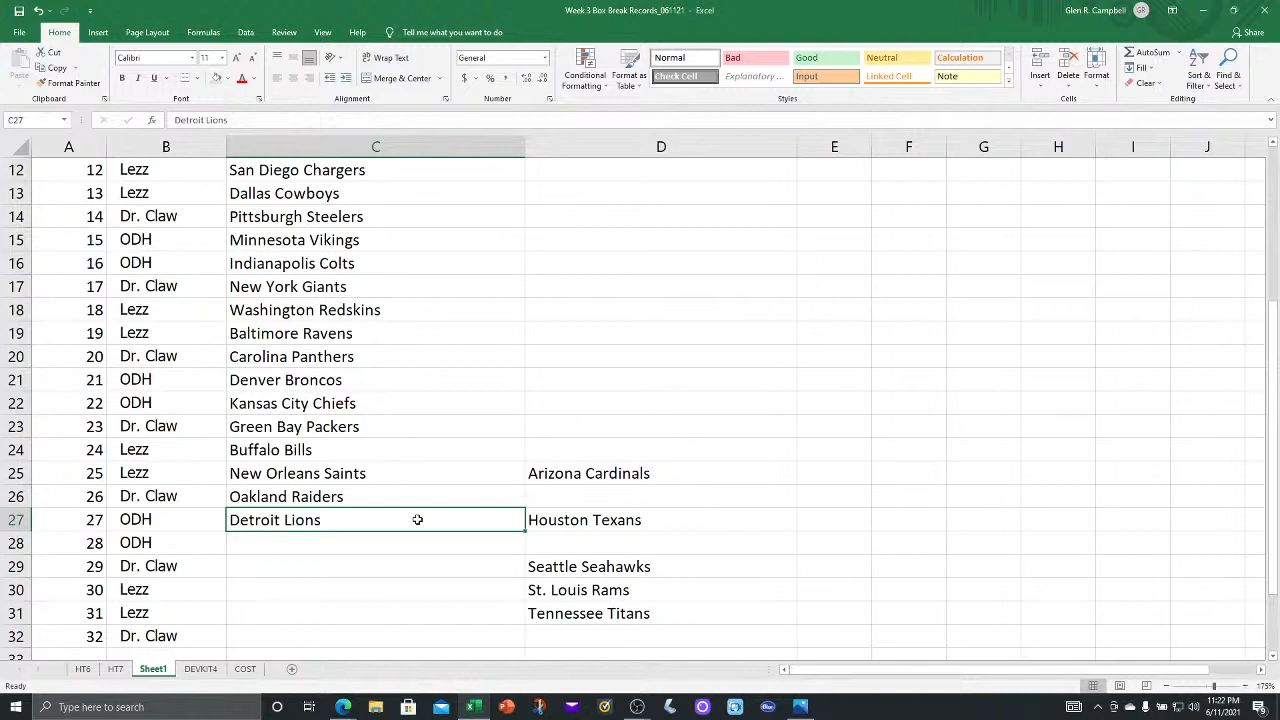 Week 3 Box Break Records_061121 - Excel
Glen R. Campbell
GR
File Home Insert Page Layout Formulas Data Review View Help Tell me what you want to do
Share
Cut
Copy
Format Painter
Paste
Clipboard
Calibri 11
B I U
Font
Wrap Text
Merge & Center
Alignment
General
$ % ,
Number
Conditional Formatting
Format as Table
Normal Bad Good Neutral Calculation
Check Cell Explanatory ... Input Linked Cell Note
Styles
Insert Delete Format
Cells
AutoSum
Fill
Clear
Sort & Filter
Find & Select
Editing
C27 fx Detroit Lions
A B C D E F G H I J
12 12 Lezz San Diego Chargers
13 13 Lezz Dallas Cowboys
14 14 Dr. Claw Pittsburgh Steelers
15 15 ODH Minnesota Vikings
16 16 ODH Indianapolis Colts
17 17 Dr. Claw New York Giants
18 18 Lezz Washington Redskins
19 19 Lezz Baltimore Ravens
20 20 Dr. Claw Carolina Panthers
21 21 ODH Denver Broncos
22 22 ODH Kansas City Chiefs
23 23 Dr. Claw Green Bay Packers
24 24 Lezz Buffalo Bills
25 25 Lezz New Orleans Saints Arizona Cardinals
26 26 Dr. Claw Oakland Raiders
27 27 ODH Detroit Lions Houston Texans
28 28 ODH
29 29 Dr. Claw Seattle Seahawks
30 30 Lezz St. Louis Rams
31 31 Lezz Tennessee Titans
32 32 Dr. Claw
33
HT6 HT7 Sheet1 DEVKIT4 COST
Ready
175%
Type here to search
11:22 PM
6/11/2021